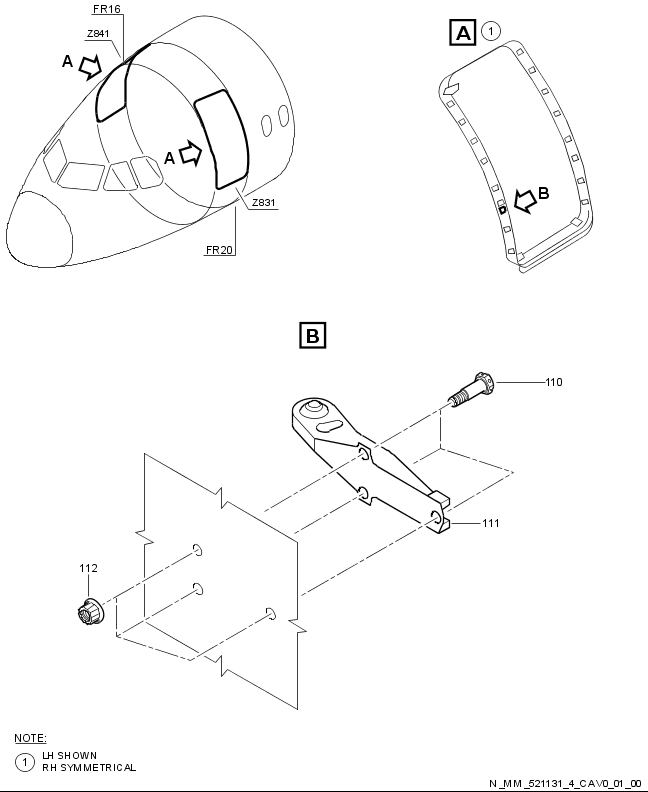 FR16
Z841
A
A
Z831
FR20
A 1
B
B
110
111
112
NOTE:
1 LH SHOWN
RH SYMMETRICAL
N_MM_521131_4_CAV0_01_00